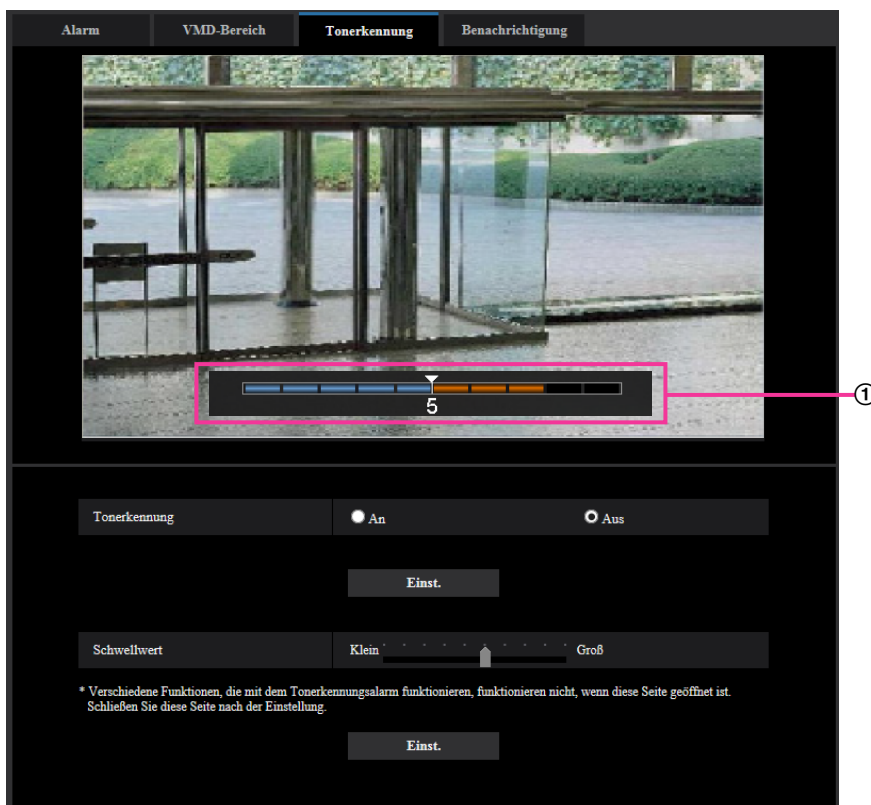 Alarm VMD-Bereich Tonerkennung Benachrichtigung
5
①
Tonerkennung An Aus
Einst.
Schwellwert Klein Groß
* Verschiedene Funktionen, die mit dem Tonerkennungsalarm funktionieren, funktionieren nicht, wenn diese Seite geöffnet ist.
Schließen Sie diese Seite nach der Einstellung.
Einst.